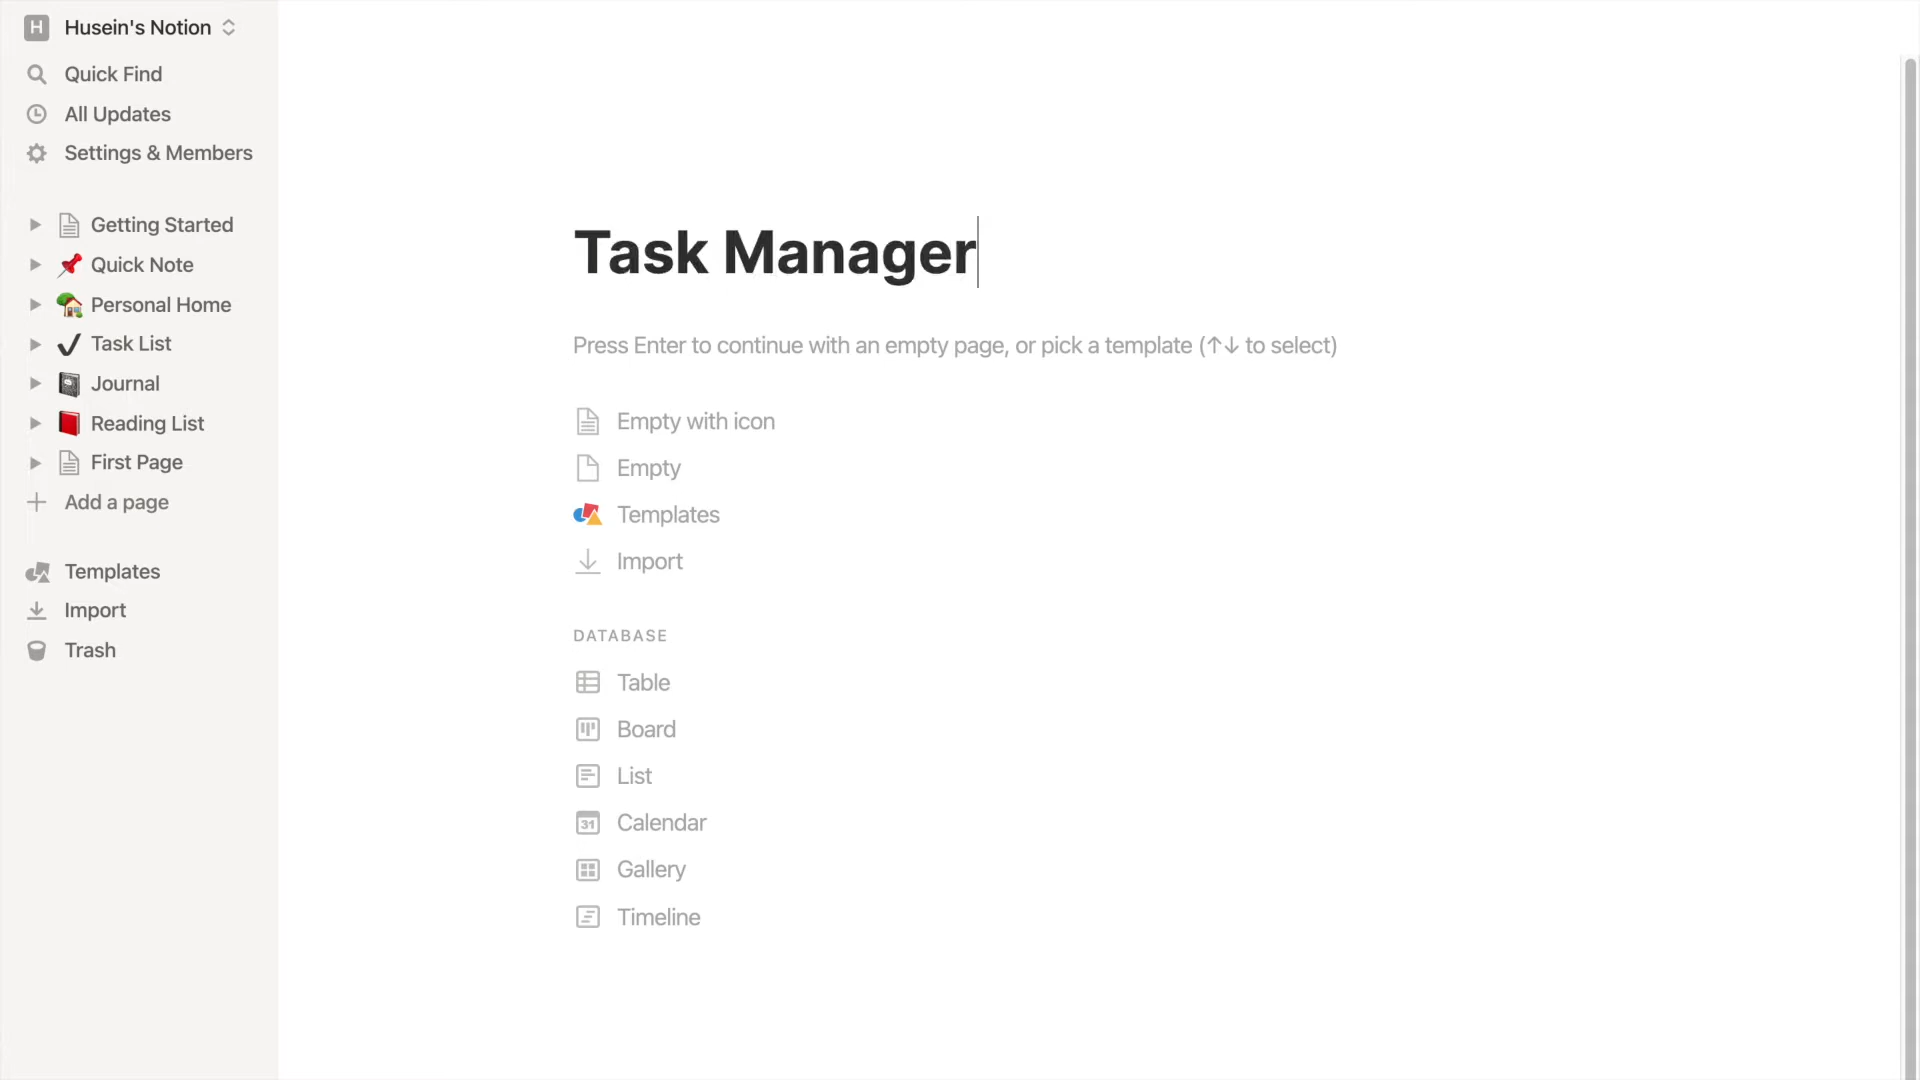 H Husein's Notion
Quick Find
All Updates
Settings & Members
Getting Started
Quick Note
Personal Home
Task List
Journal
Reading List
First Page
Add a page
Templates
Import
Trash
Task Manager
Press Enter to continue with an empty page, or pick a template (↑↓ to select)
Empty with icon
Empty
Templates
Import
DATABASE
Table
Board
List
31 Calendar
Gallery
Timeline